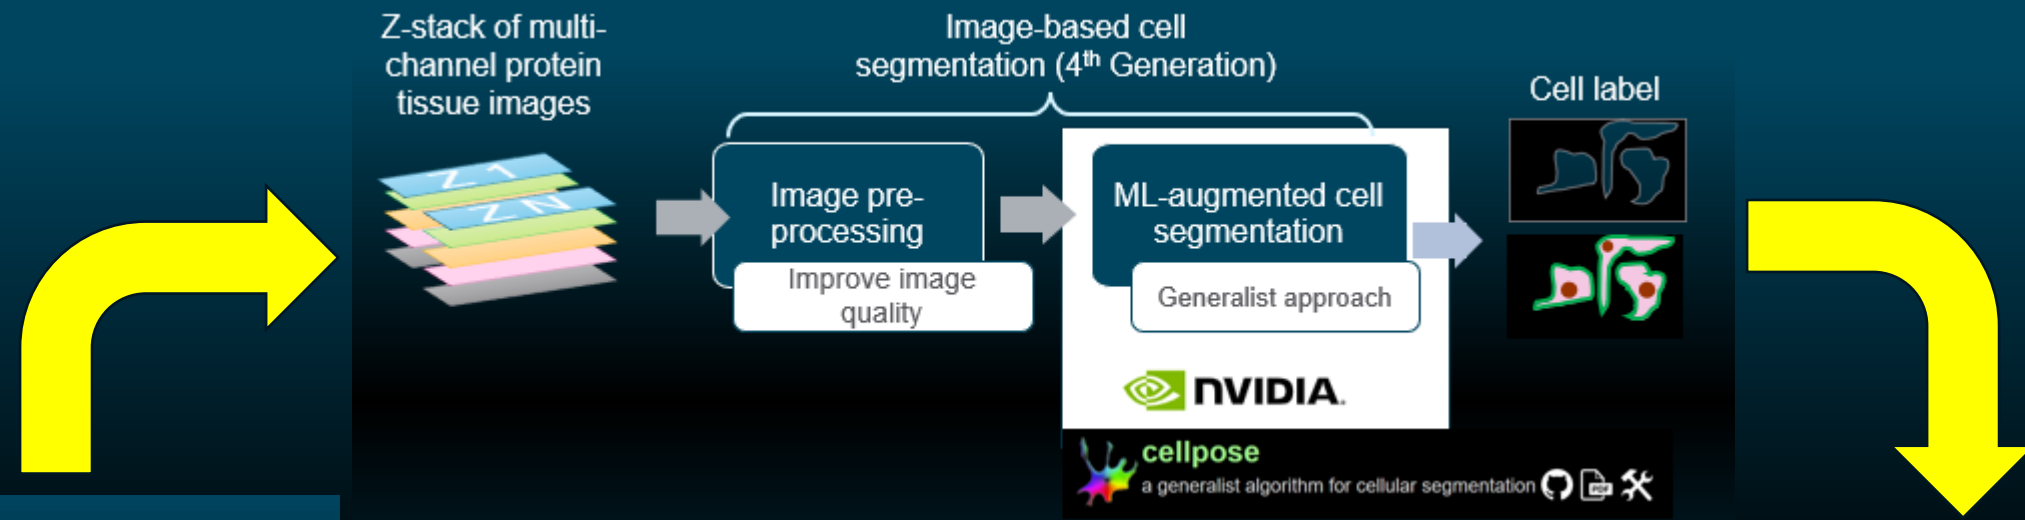 Z-stack of multi-
channel protein
tissue images
Z 1
Z N
Image-based cell
segmentation (4th Generation)
Image pre-
processing
Improve image
quality
ML-augmented cell
segmentation
Generalist approach
NVIDIA.
cellpose
a generalist algorithm for cellular segmentation
PDF
Cell label